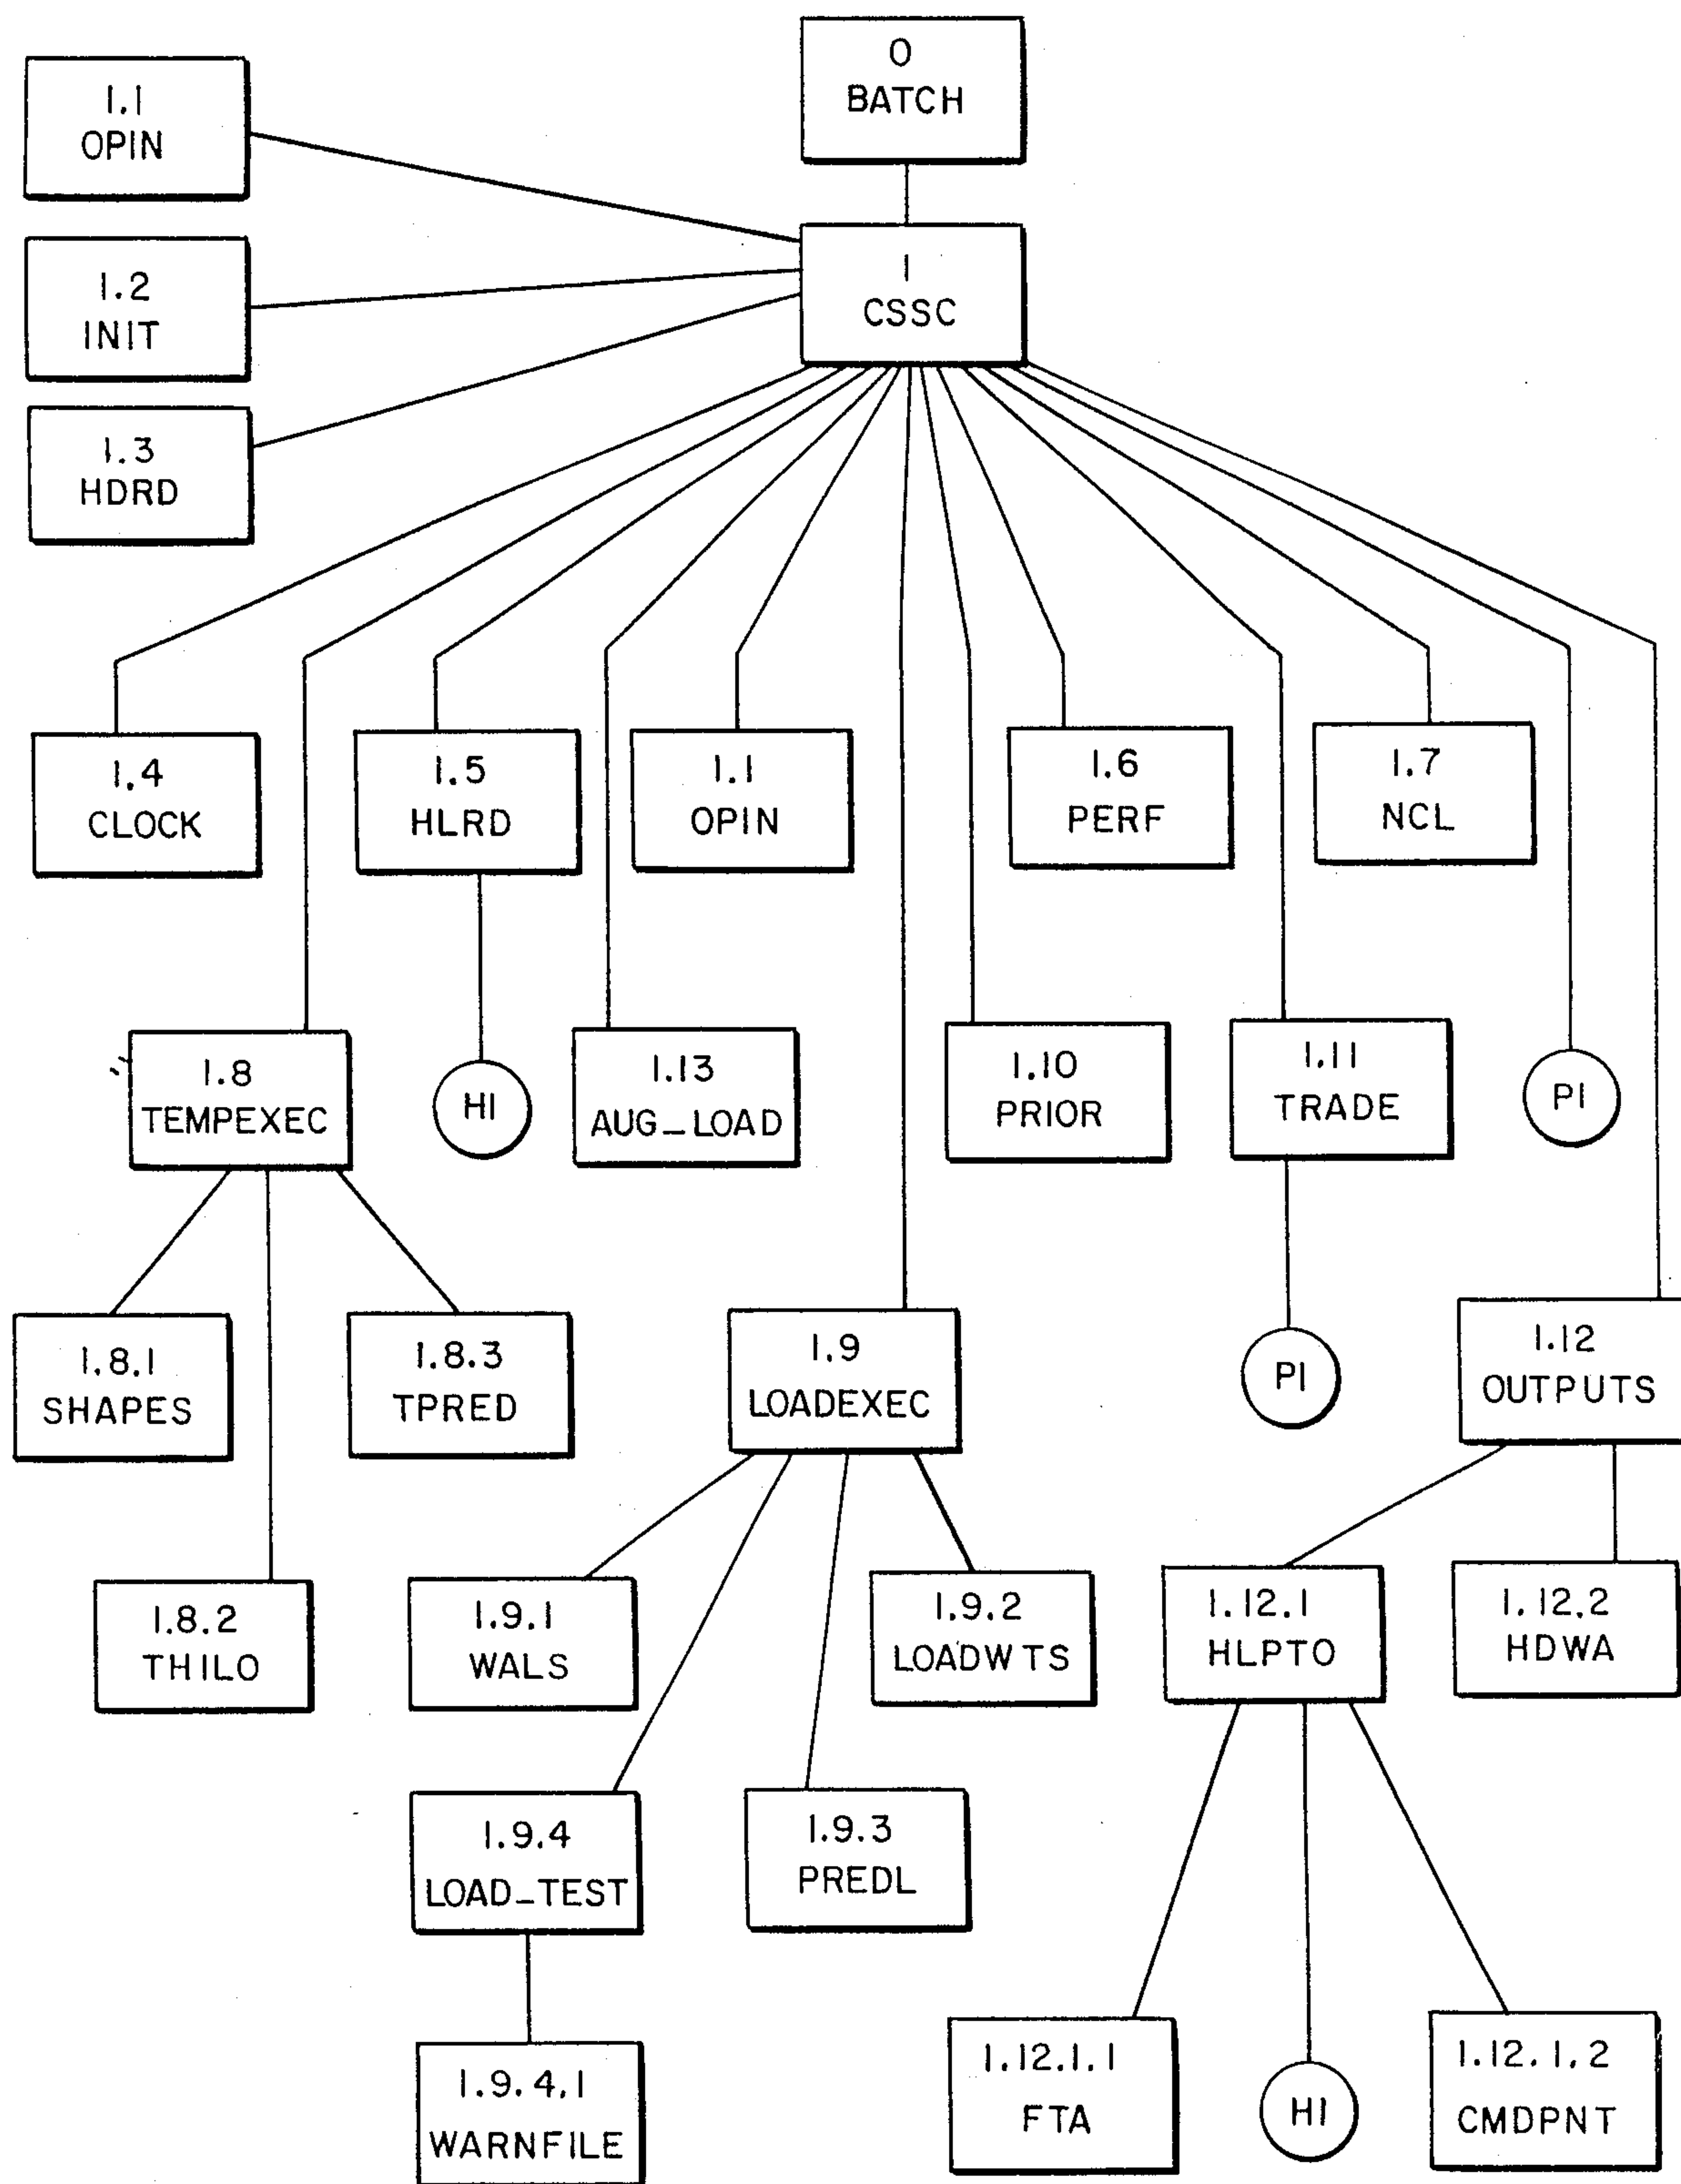 0
BATCH
1.1
OPIN
1
CSSC
1.2
INIT
1.3
HDRD
1.4
CLOCK
1.5
HLRD
1.1
OPIN
1.6
PERF
1.7
NCL
1.8
TEMPEXEC
HI
1.13
AUG_LOAD
1.10
PRIOR
1.11
TRADE
PI
1.8.1
SHAPES
1.8.3
TPRED
1.9
LOADEXEC
PI
1.12
OUTPUTS
1.8.2
THILO
1.9.1
WALS
1.9.2
LOADWTS
1.12.1
HLPTO
1.12.2
HDWA
1.9.4
LOAD_TEST
1.9.3
PREDL
1.9.4.1
WARNFILE
1.12.1.1
FTA
HI
1.12.1.2
CMDPNT